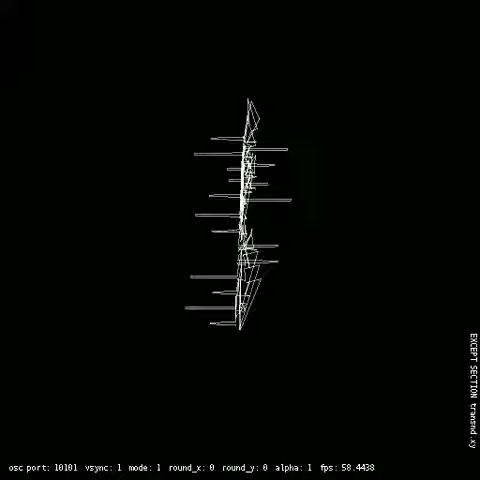 EXCEPT SECTION transnd.xy
osc port: 10101 vsync: 1 mode: 1 round_x: 0 round_y: 0 alpha: 1 fps: 58.4438